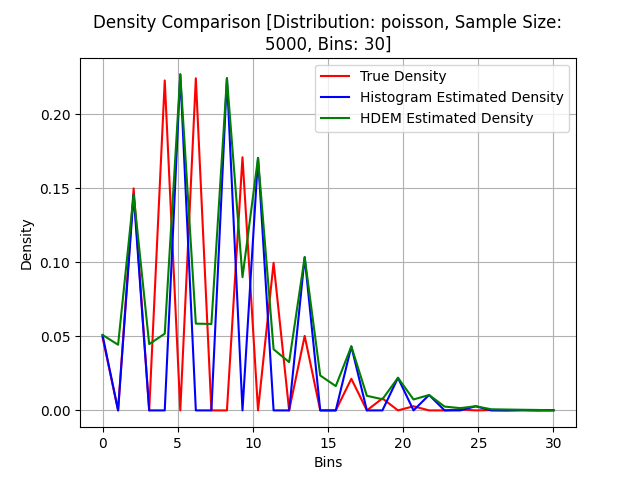 Density Comparison [Distribution: poisson, Sample Size:
5000, Bins: 30]
True Density
Histogram Estimated Density
HDEM Estimated Density
Density
0.20
0.15
0.10
0.05
0.00
0 5 10 15 20 25 30
Bins